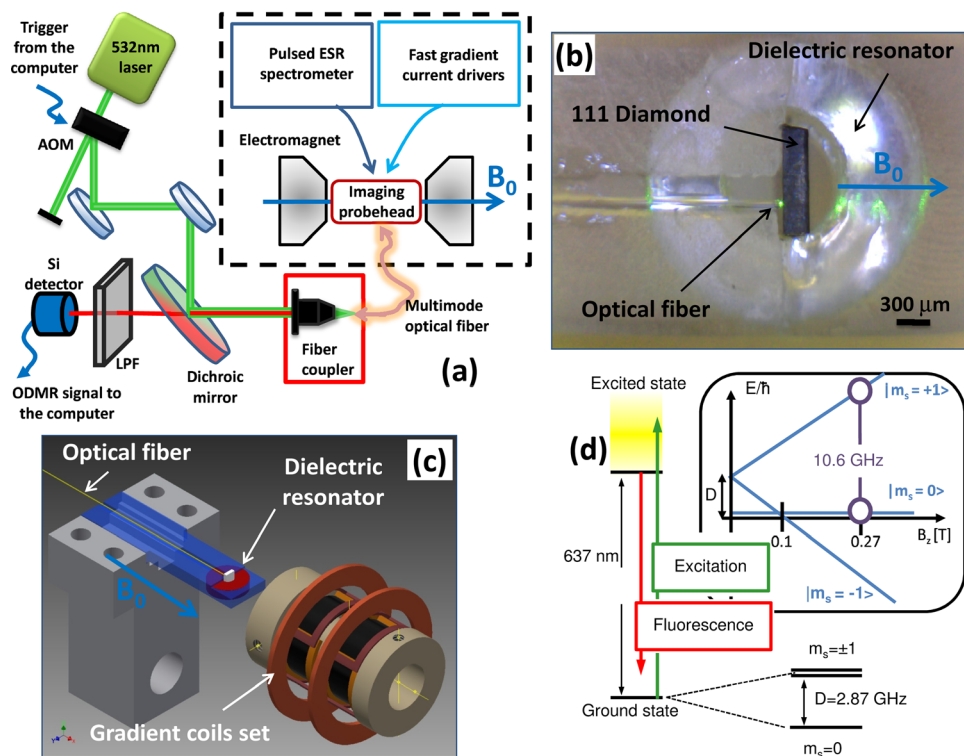 Trigger
from the
computer
532nm
laser
AOM
Pulsed ESR
spectrometer
Fast gradient
current drivers
Electromagnet
Imaging
probehead
B0
Si
detector
LPF
Dichroic
mirror
Fiber
coupler
Multimode
optical fiber
ODMR signal to
the computer
(a)
(b)
Dielectric resonator
111 Diamond
B0
Optical fiber
300 μm
(c)
Optical fiber
Dielectric
resonator
B0
Gradient coils set
(d)
Excited state
E/ħ
|ms = +1>
10.6 GHz
D
|ms= 0>
0.1
0.27
Bz [T]
|ms = -1>
637 nm
Excitation
Fluorescence
Ground state
ms=±1
D=2.87 GHz
ms=0